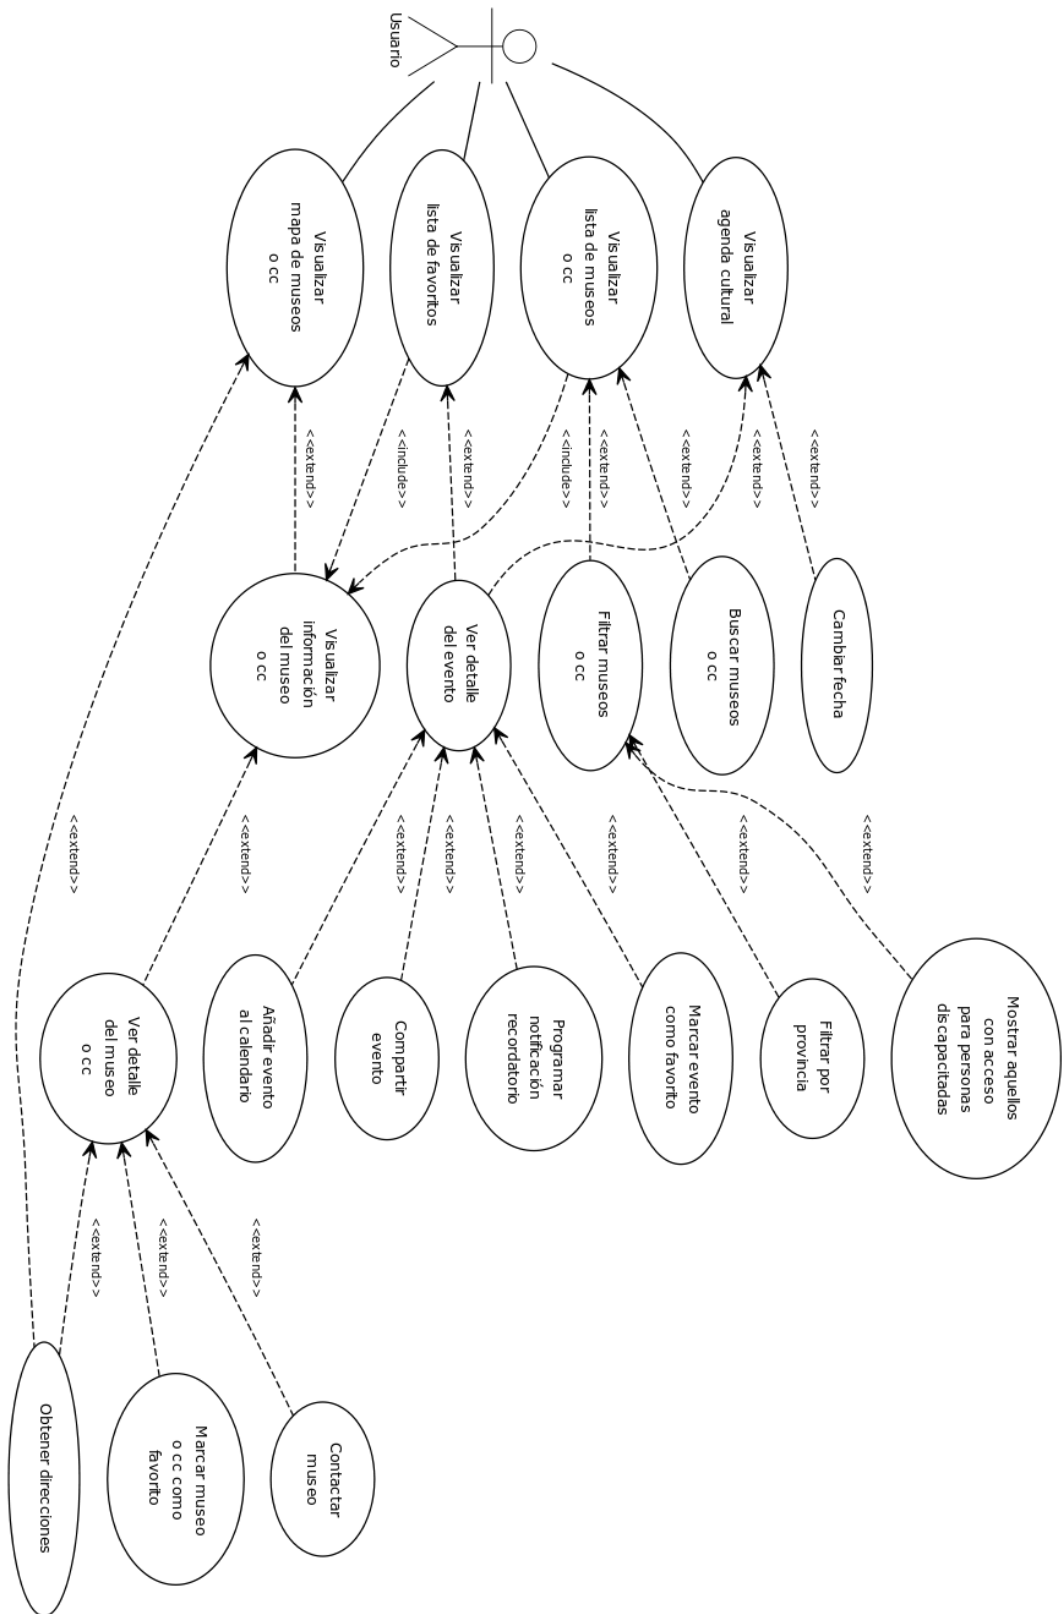 Usuario
Visualizar
agenda cultural
Visualizar
lista de museos
o cc
Visualizar
lista de favoritos
Visualizar
mapa de museos
o cc
<<extend>>
<<extend>>
<<extend>>
<<extend>>
<<include>>
<<extend>>
<<include>>
<<extend>>
Cambiar fecha
Buscar museos
o cc
Filtrar museos
o cc
Ver detalle
del evento
Visualizar
información
del museo
o cc
<<extend>>
<<extend>>
<<extend>>
<<extend>>
<<extend>>
<<extend>>
<<extend>>
<<extend>>
Mostrar aquellos
con acceso
para personas
discapacitadas
Filtrar por
provincia
Marcar evento
como favorito
Programar
notificación
recordatorio
Compartir
evento
Añadir evento
al calendario
Ver detalle
del museo
o cc
<<extend>>
<<extend>>
<<extend>>
Contactar
museo
Marcar museo
o cc como
favorito
Obtener direcciones